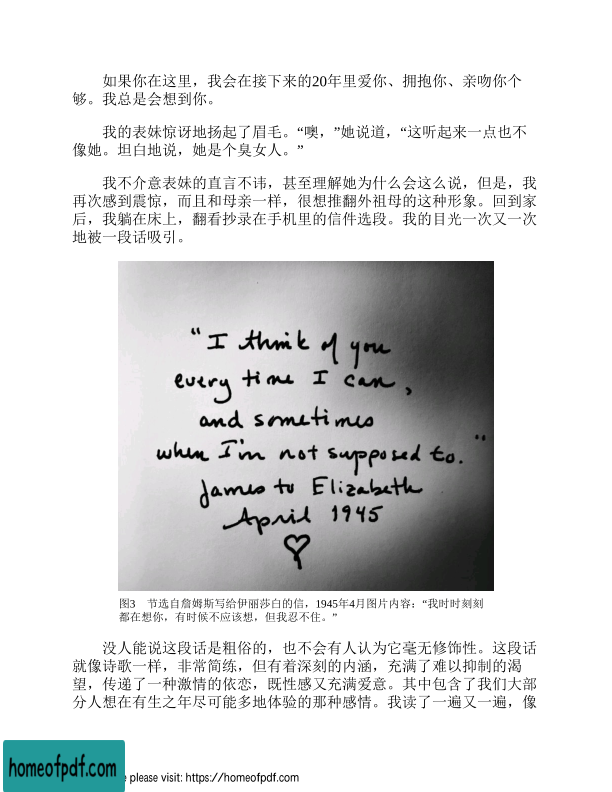 如果你在这里，我会在接下来的20年里爱你、拥抱你、亲吻你个
够。我总是会想到你。
我的表妹惊讶地扬起了眉毛。“噢，”她说道，“这听起来一点也不
像她。坦白地说，她是个臭女人。”
我不介意表妹的直言不讳，甚至理解她为什么会这么说，但是，我
再次感到震惊，而且和母亲一样，很想推翻外祖母的这种形象。回到家
后，我躺在床上，翻看抄录在手机里的信件选段。我的目光一次又一次
地被一段话吸引。
“I think of you
every time I can,
and sometimes
when I'm not supposed to.”
James to Elizabeth
April 1945
图3 节选自詹姆斯写给伊丽莎白的信，1945年4月图片内容：“我时时刻刻
都在想你，有时候不应该想，但我忍不住。”
没人能说这段话是粗俗的，也不会有人认为它毫无修饰性。这段话
就像诗歌一样，非常简练，但有着深刻的内涵，充满了难以抑制的渴
望，传递了一种激情的依恋，既性感又充满爱意。其中包含了我们大部
分人想在有生之年尽可能多地体验的那种感情。我读了一遍又一遍，像
homeofpdf.com
e please visit: https://homeofpdf.com